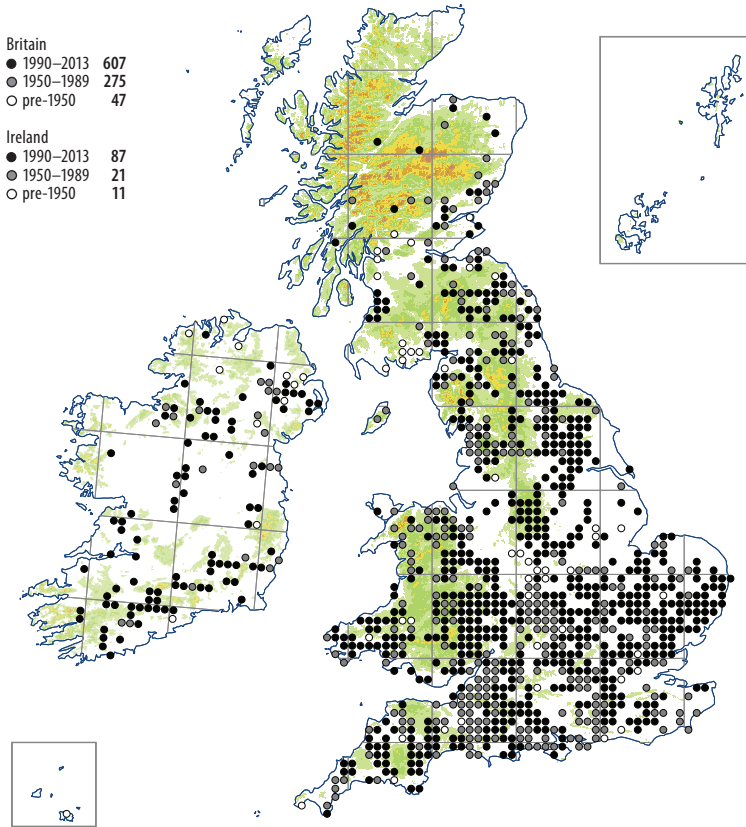 Britain
1990–2013 607
1950–1989 275
pre-1950 47
Ireland
1990–2013 87
1950–1989 21
pre-1950 11